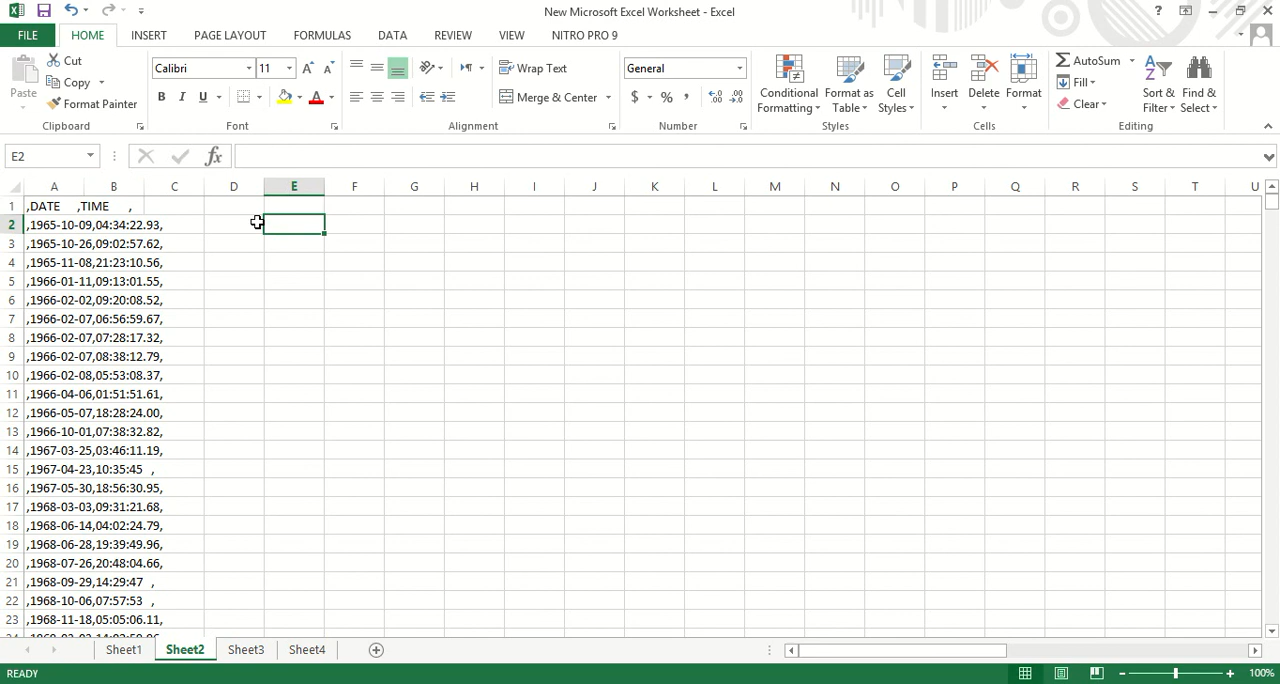 New Microsoft Excel Worksheet - Excel
?
FILE
HOME
INSERT
PAGE LAYOUT
FORMULAS
DATA
REVIEW
VIEW
NITRO PRO 9
Paste
Cut
Copy
Format Painter
Clipboard
Calibri
11
A A
B I U A
Font
Wrap Text
Merge & Center
Alignment
General
$ % ,
Number
Conditional Formatting
Format as Table
Cell Styles
Styles
Insert
Delete
Format
Cells
AutoSum
Fill
Clear
Sort & Filter
Find & Select
Editing
E2
fx
A B C D E F G H I J K L M N O P Q R S T U
1 ,DATE ,TIME ,
2 ,1965-10-09,04:34:22.93,
3 ,1965-10-26,09:02:57.62,
4 ,1965-11-08,21:23:10.56,
5 ,1966-01-11,09:13:01.55,
6 ,1966-02-02,09:20:08.52,
7 ,1966-02-07,06:56:59.67,
8 ,1966-02-07,07:28:17.32,
9 ,1966-02-07,08:38:12.79,
10 ,1966-02-08,05:53:08.37,
11 ,1966-04-06,01:51:51.61,
12 ,1966-05-07,18:28:24.00,
13 ,1966-10-01,07:38:32.82,
14 ,1967-03-25,03:46:11.19,
15 ,1967-04-23,10:35:45 ,
16 ,1967-05-30,18:56:30.95,
17 ,1968-03-03,09:31:21.68,
18 ,1968-06-14,04:02:24.79,
19 ,1968-06-28,19:39:49.96,
20 ,1968-07-26,20:48:04.66,
21 ,1968-09-29,14:29:47 ,
22 ,1968-10-06,07:57:53 ,
23 ,1968-11-18,05:05:06.11,
Sheet1
Sheet2
Sheet3
Sheet4
READY
100%